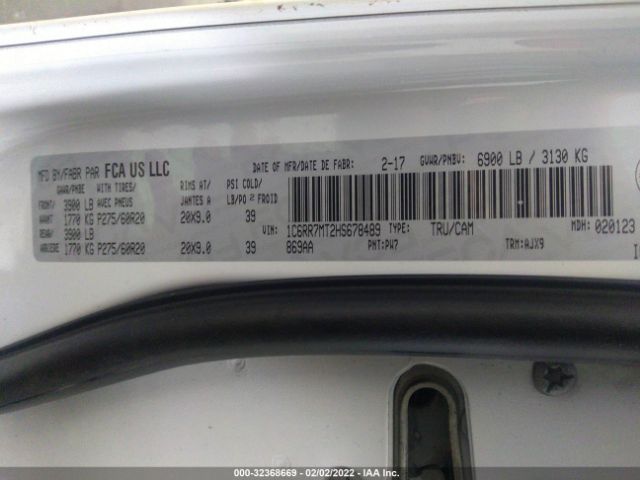 MFD BY/FABR PAR FCA US LLC
DATE OF MFR/DATE DE FABR: 2-17 GVWR/PNBV: 6900 LB / 3130 KG
GAWR/PNBE WITH TIRES/ RIMS AT/ PSI COLD/
FRONT/ 3900 LB AVEC PNEUS JANTES A LB/PO 2 FROID
AVANT 1770 KG P275/60R20 20X9.0 39
VIN: 1C6RR7MT2HS678489 TYPE: TRU/CAM MDH: 020123
REAR/ 3900 LB
ARRIERE 1770 KG P275/60R20 20X9.0 39 869AA PNT: PW7 TRM: AJX9
000-32368669 - 02/02/2022 - IAA Inc.